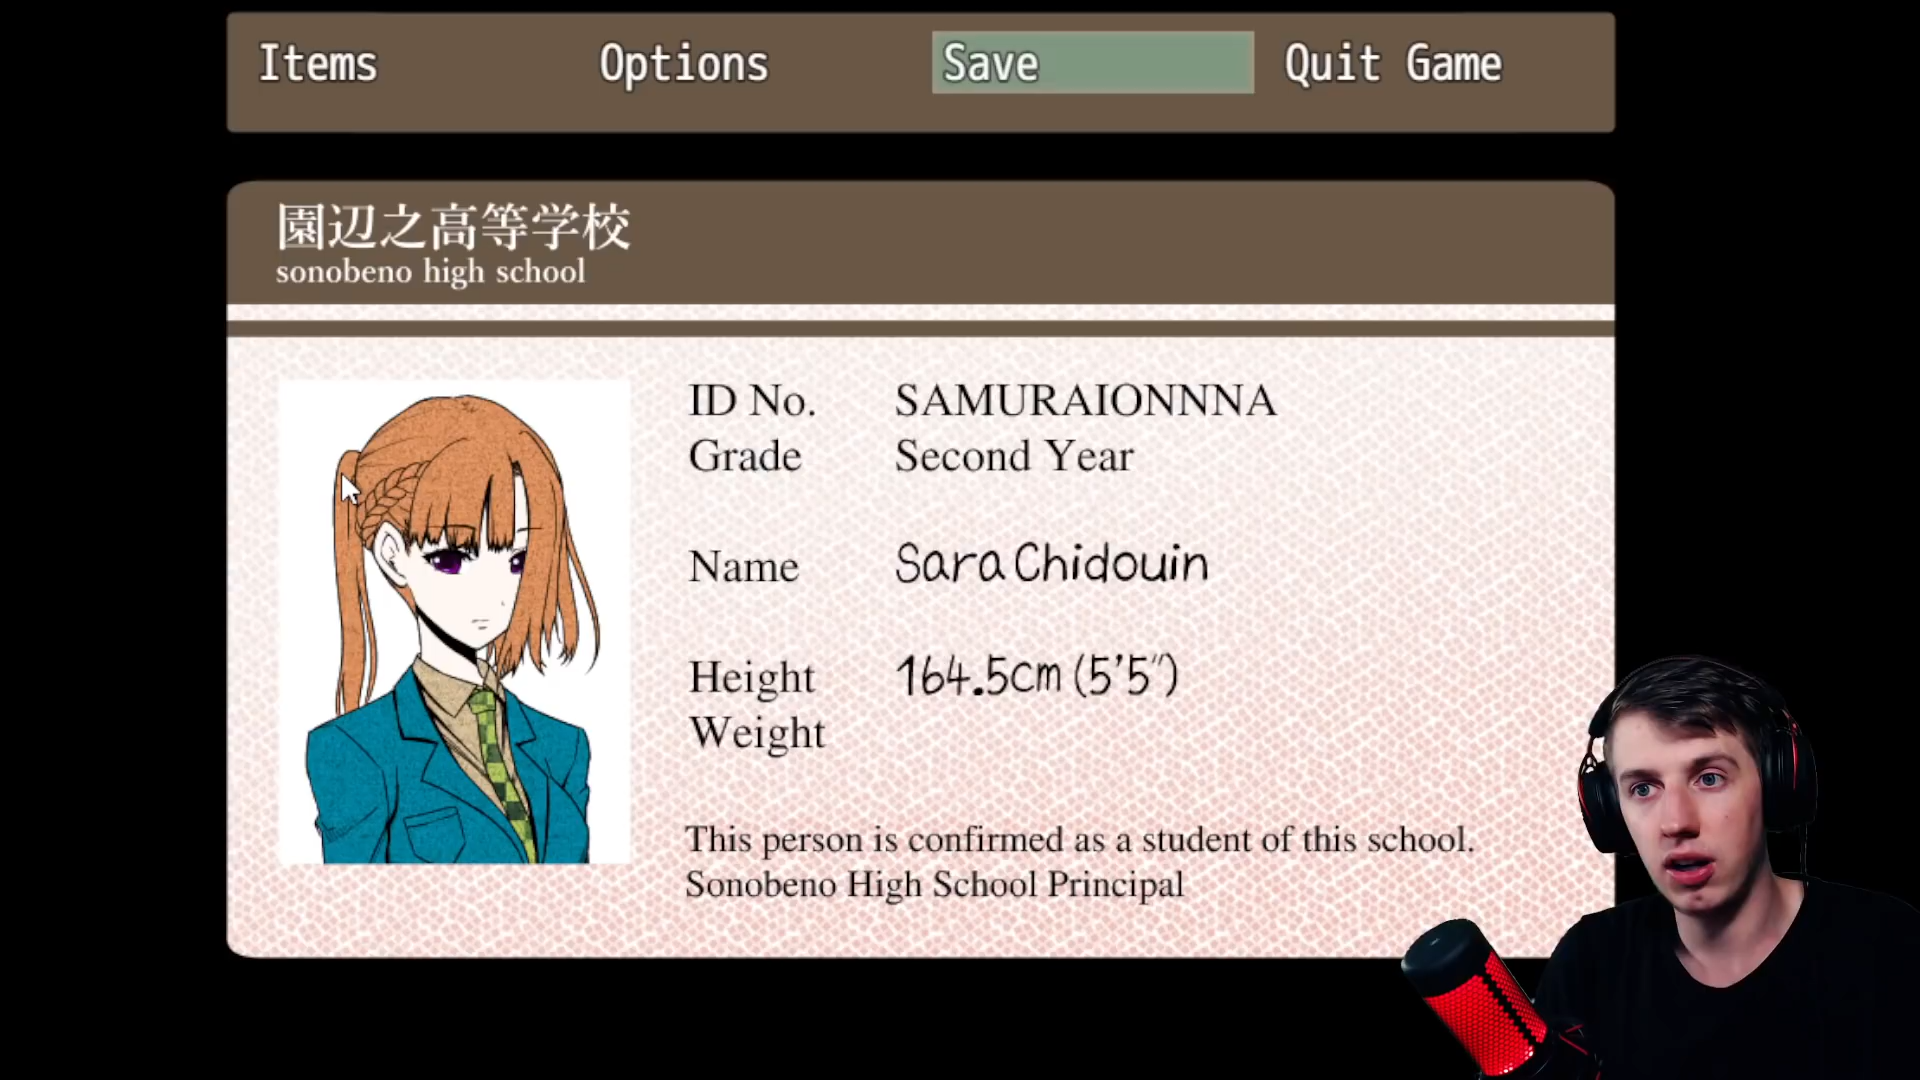 Items
Options
Save
Quit Game
園辺之高等学校
sonobeno high school
ID No. SAMURAIONNNA
Grade Second Year
Name Sara Chidouin
Height 164.5cm (5'5")
Weight
This person is confirmed as a student of this school.
Sonobeno High School Principal